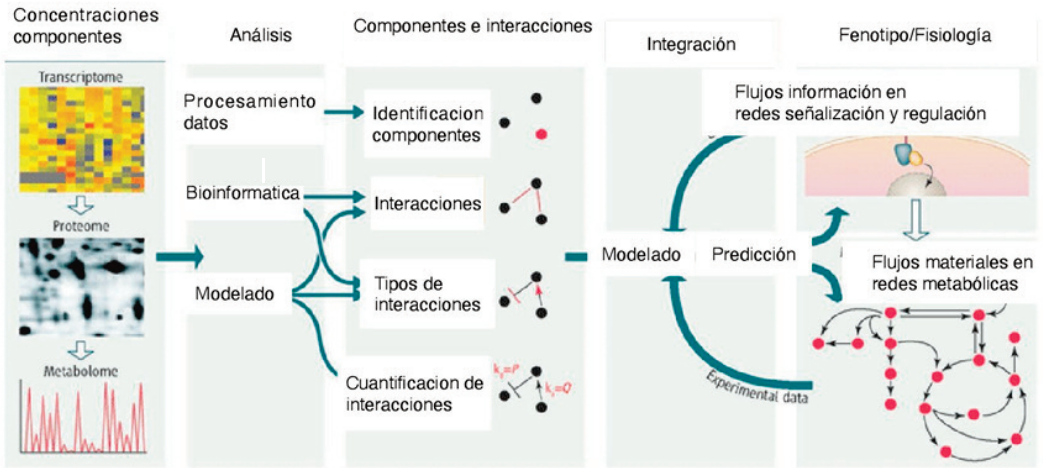 Concentraciones
componentes
Análisis
Componentes e interacciones
Integración
Fenotipo/Fisiología
Transcriptome
Proteome
Metabolome
Procesamiento
datos
Bioinformatica
Modelado
Identificacion
componentes
Interacciones
Tipos de
interacciones
Cuantificacion de
interacciones
k₁=P
k₂=Q
Modelado
Predicción
Experimental data
Flujos información en
redes señalización y regulación
Flujos materiales en
redes metabólicas